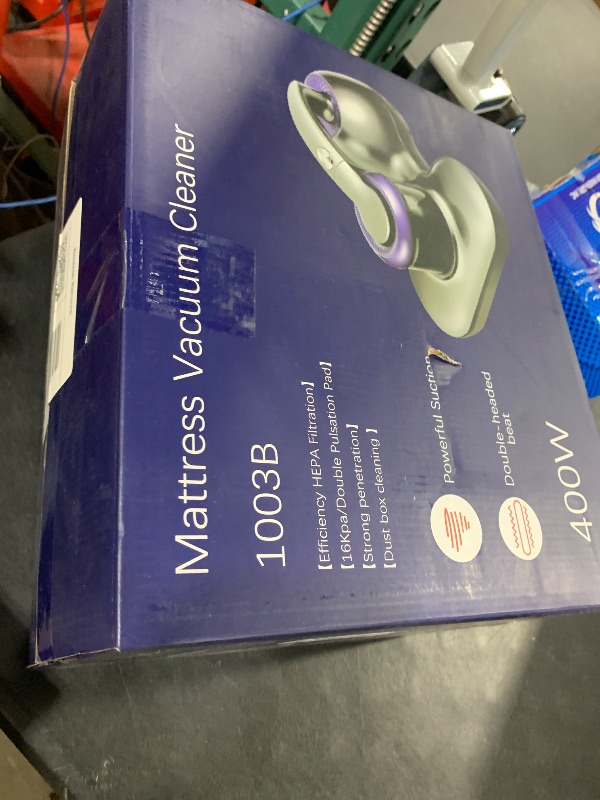 Mattress Vacuum Cleaner
1003B
【Efficiency HEPA Filtration】
【16Kpa/Double Pulsation Pad】
【Strong penetration】
【Dust box cleaning 】
Powerful Suction
Double-headed
beat
400W